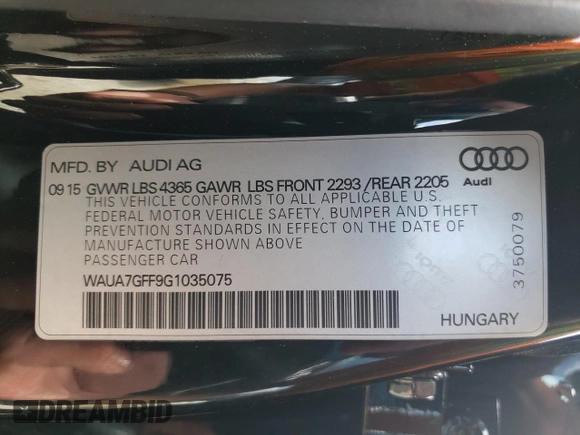 MFD. BY AUDI AG
09 15 GVWR LBS 4365 GAWR LBS FRONT 2293 /REAR 2205
THIS VEHICLE CONFORMS TO ALL APPLICABLE U.S.
FEDERAL MOTOR VEHICLE SAFETY, BUMPER AND THEFT
PREVENTION STANDARDS IN EFFECT ON THE DATE OF
MANUFACTURE SHOWN ABOVE
PASSENGER CAR
WAUA7GFF9G1035075
Audi
3750079
HUNGARY
DREAMBID